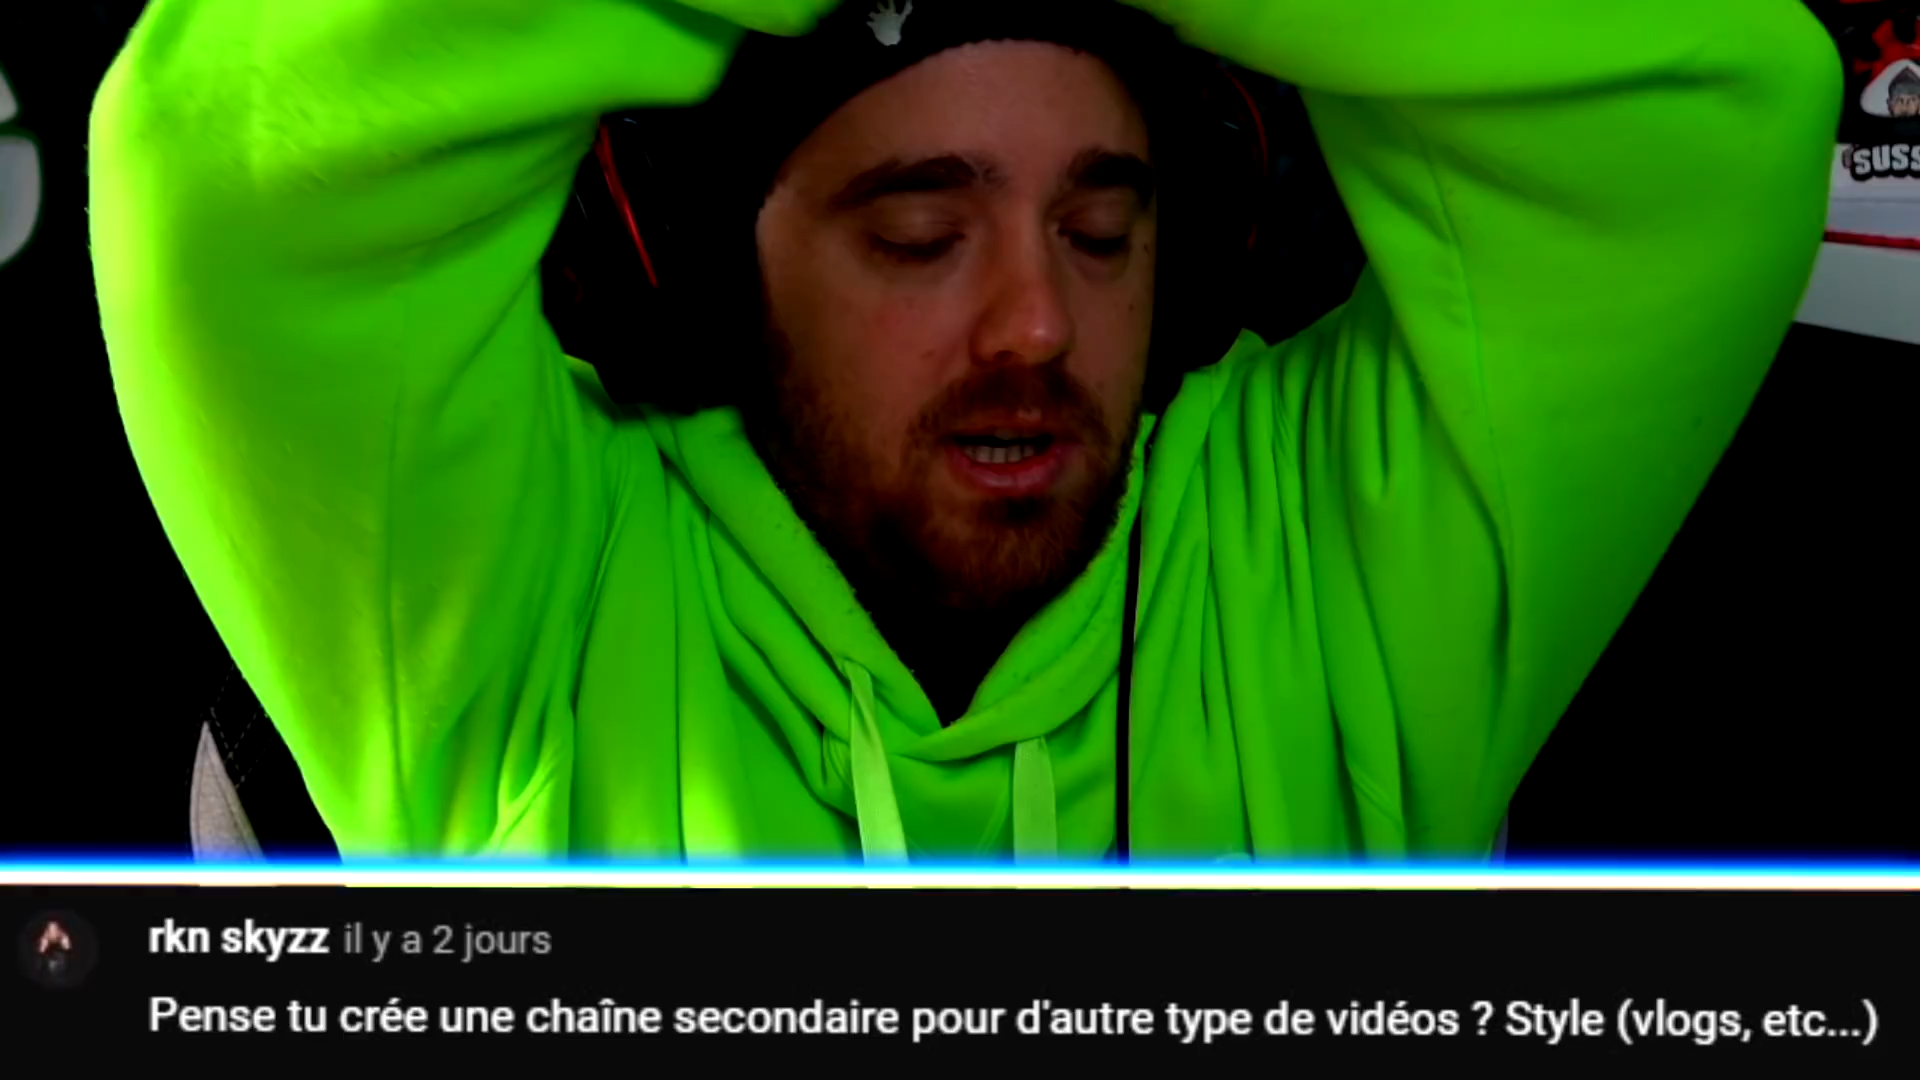 SUSS
rkn skyzz il y a 2 jours
Pense tu crée une chaîne secondaire pour d'autre type de vidéos ? Style (vlogs, etc...)